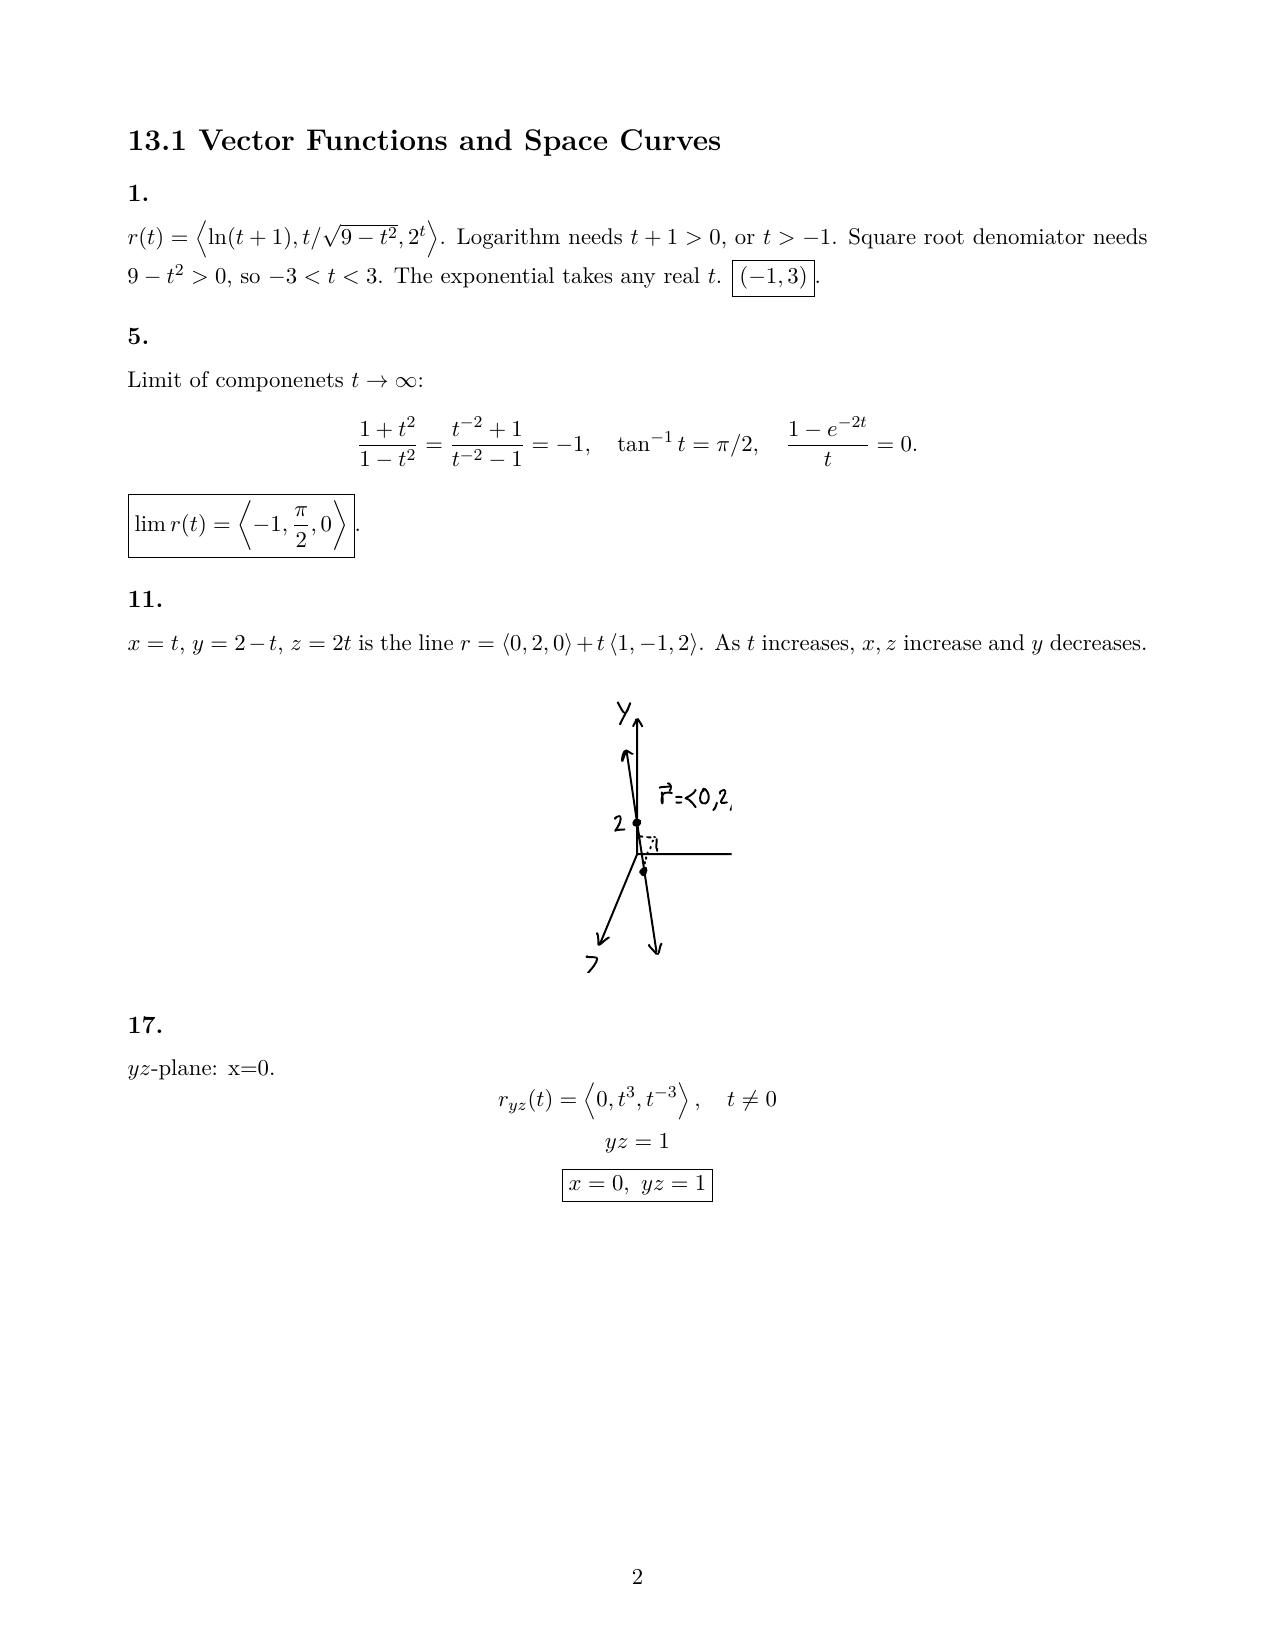 13.1 Vector Functions and Space Curves
1.
r(t) = ⟨ln(t + 1), t/√(9 − t²), 2ᵗ⟩. Logarithm needs t + 1 > 0, or t > −1. Square root denomiator needs
9 − t² > 0, so −3 < t < 3. The exponential takes any real t. (−1, 3).
5.
Limit of componenets t → ∞:
(1 + t²)/(1 − t²) = (t⁻² + 1)/(t⁻² − 1) = −1, tan⁻¹ t = π/2, (1 − e⁻²ᵗ)/t = 0.
lim r(t) = ⟨−1, π/2, 0⟩.
11.
x = t, y = 2 − t, z = 2t is the line r = ⟨0, 2, 0⟩ + t ⟨1, −1, 2⟩. As t increases, x, z increase and y decreases.
y
r⃗=<0,2,
2
17.
yz-plane: x=0.
r_yz(t) = ⟨0, t³, t⁻³⟩, t ≠ 0
yz = 1
x = 0, yz = 1
2